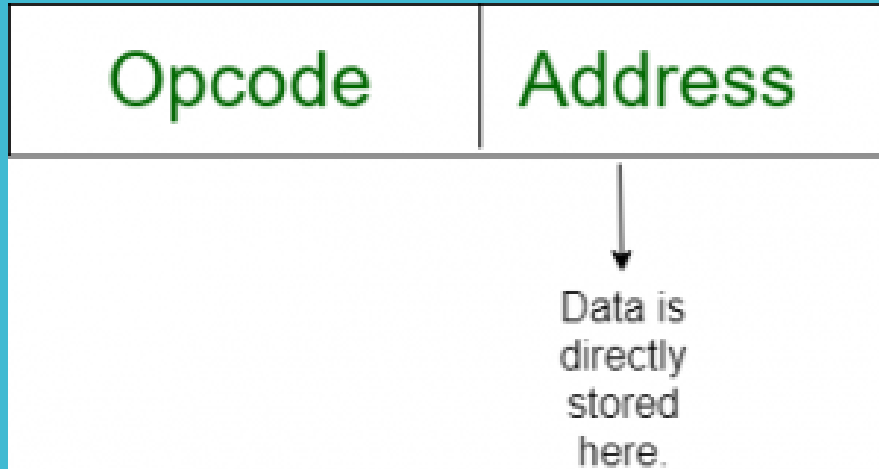 Opcode Address
Data is
directly
stored
here.